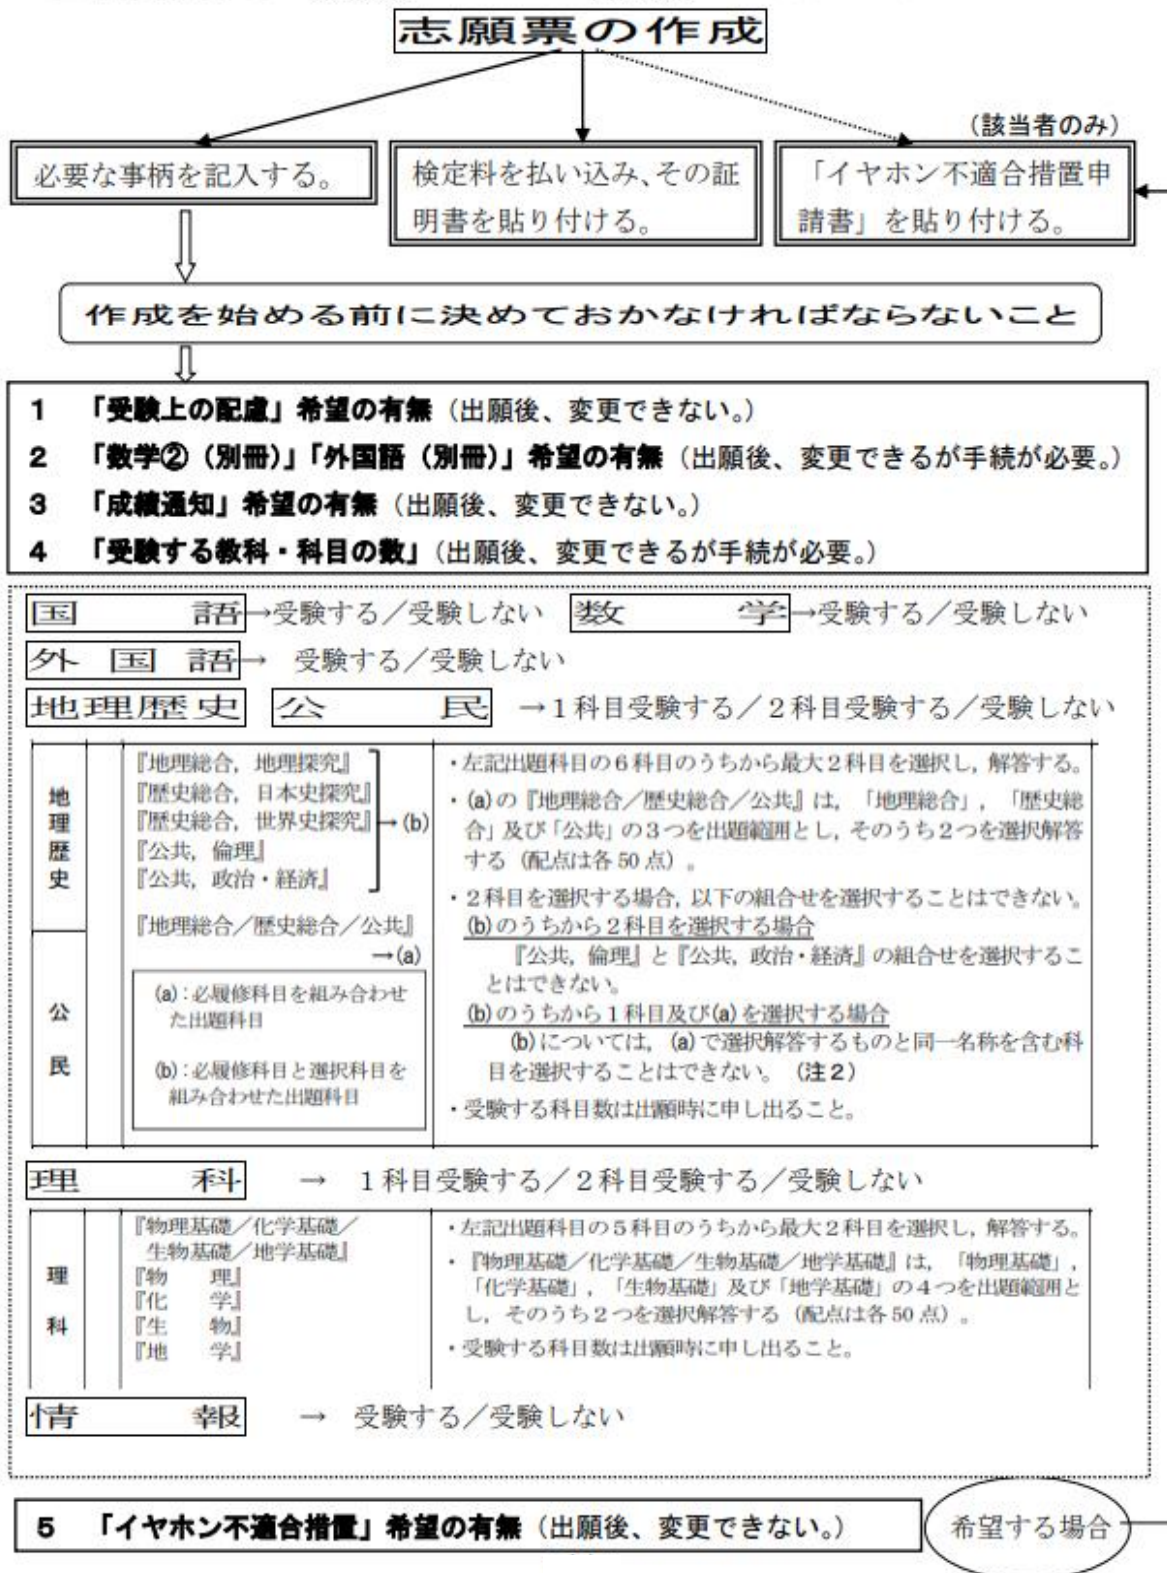 志願票の作成
（該当者のみ）
必要な事柄を記入する。
検定料を払い込み、その証
明書を貼り付ける。
「イヤホン不適合措置申
請書」を貼り付ける。
作成を始める前に決めておかなければならないこと
１　「受験上の配慮」希望の有無（出願後、変更できない。）
２　「数学②（別冊）」「外国語（別冊）」希望の有無（出願後、変更できるが手続が必要。）
３　「成績通知」希望の有無（出願後、変更できない。）
４　「受験する教科・科目の数」（出願後、変更できるが手続が必要。）
国　語→受験する／受験しない　数　学→受験する／受験しない
外国語→　受験する／受験しない
地理歴史　公　民　→１科目受験する／２科目受験する／受験しない
地理歴史
公民
『地理総合，地理探究』
『歴史総合，日本史探究』
『歴史総合，世界史探究』→(b)
『公共，倫理』
『公共，政治・経済』
『地理総合／歴史総合／公共』
→(a)
(a)：必履修科目を組み合わせ
た出題科目
(b)：必履修科目と選択科目を
組み合わせた出題科目
・左記出題科目の６科目のうちから最大２科目を選択し，解答する。
・(a)の『地理総合／歴史総合／公共』は，「地理総合」，「歴史総
合」及び「公共」の３つを出題範囲とし，そのうち２つを選択解答
する（配点は各50点）。
・２科目を選択する場合，以下の組合せを選択することはできない。
(b)のうちから２科目を選択する場合
『公共，倫理』と『公共，政治・経済』の組合せを選択するこ
とはできない。
(b)のうちから１科目及び(a)を選択する場合
(b)については，(a)で選択解答するものと同一名称を含む科
目を選択することはできない。（注２）
・受験する科目数は出願時に申し出ること。
理　科　→　１科目受験する／２科目受験する／受験しない
理科
『物理基礎／化学基礎／
生物基礎／地学基礎』
『物　理』
『化　学』
『生　物』
『地　学』
・左記出題科目の５科目のうちから最大２科目を選択し，解答する。
・『物理基礎／化学基礎／生物基礎／地学基礎』は，「物理基礎」，
「化学基礎」，「生物基礎」及び「地学基礎」の４つを出題範囲と
し，そのうち２つを選択解答する（配点は各50点）。
・受験する科目数は出願時に申し出ること。
情　報　→　受験する／受験しない
５　「イヤホン不適合措置」希望の有無（出願後、変更できない。）
希望する場合